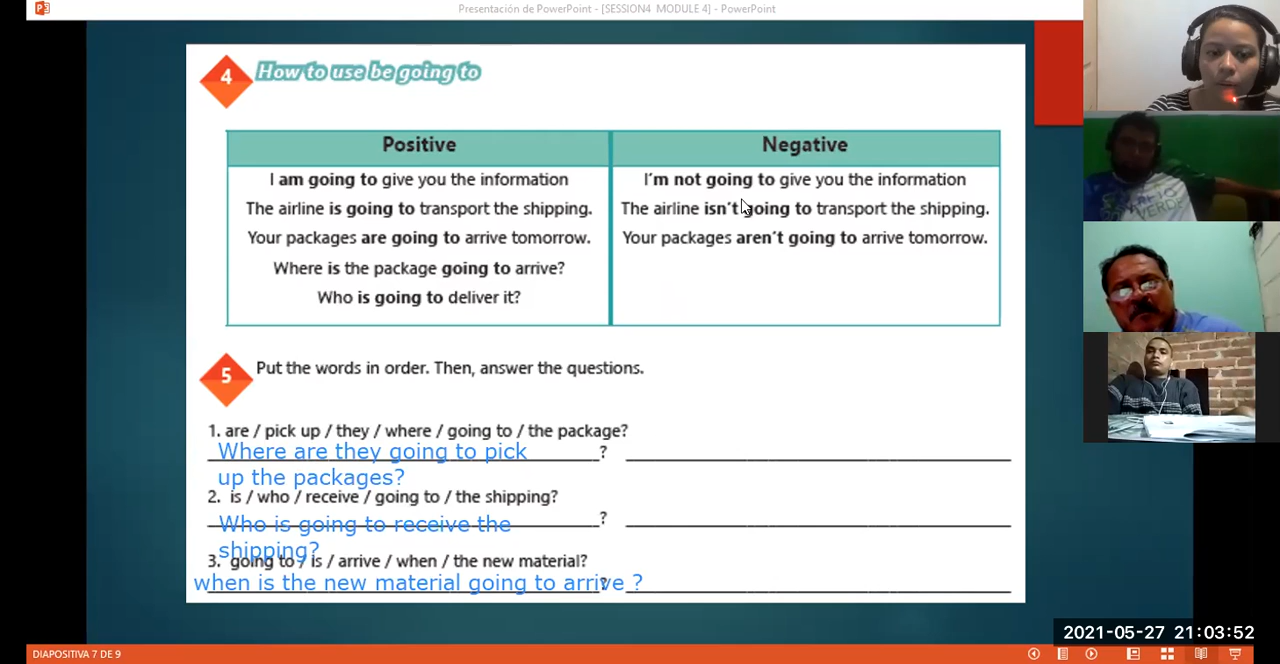 Presentación de PowerPoint - [SESSION4 MODULE 4] - PowerPoint
4 How to use be going to
Positive Negative
I am going to give you the information I'm not going to give you the information
The airline is going to transport the shipping. The airline isn't going to transport the shipping.
Your packages are going to arrive tomorrow. Your packages aren't going to arrive tomorrow.
Where is the package going to arrive?
Who is going to deliver it?
5 Put the words in order. Then, answer the questions.
1. are / pick up / they / where / going to / the package?
Where are they going to pick ?
up the packages?
2. is / who / receive / going to / the shipping?
Who is going to receive the ?
shipping?
3. going to / is / arrive / when / the new material?
when is the new material going to arrive ? ?
2021-05-27 21:03:52
DIAPOSITIVA 7 DE 9